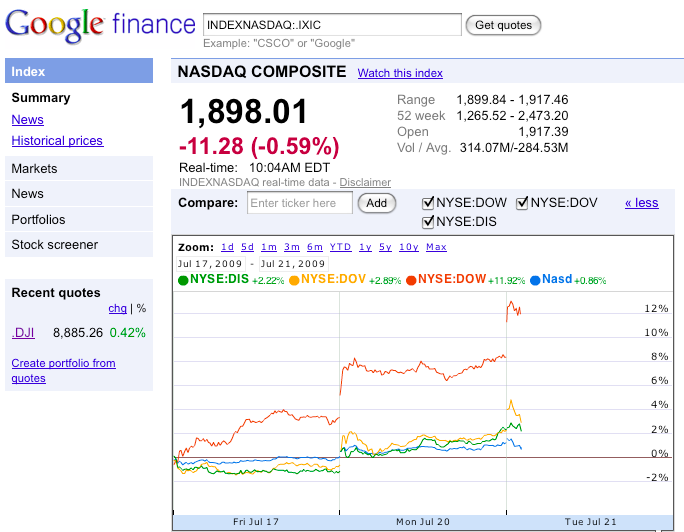 Google finance
INDEXNASDAQ:.IXIC
Get quotes
Example: "CSCO" or "Google"
Index
Summary
News
Historical prices
Markets
News
Portfolios
Stock screener
Recent quotes
chg | %
.DJI 8,885.26 0.42%
Create portfolio from
quotes
NASDAQ COMPOSITE Watch this index
1,898.01
-11.28 (-0.59%)
Real-time: 10:04AM EDT
INDEXNASDAQ real-time data - Disclaimer
Range 1,899.84 - 1,917.46
52 week 1,265.52 - 2,473.20
Open 1,917.39
Vol / Avg. 314.07M/-284.53M
Compare: Enter ticker here Add NYSE:DOW NYSE:DOV « less
NYSE:DIS
Zoom: 1d 5d 1m 3m 6m YTD 1y 5y 10y Max
Jul 17, 2009 - Jul 21, 2009
NYSE:DIS +2.22% NYSE:DOV +2.89% NYSE:DOW +11.92% Nasd +0.86%
12%
10%
8%
6%
4%
2%
0%
-2%
Fri Jul 17 Mon Jul 20 Tue Jul 21